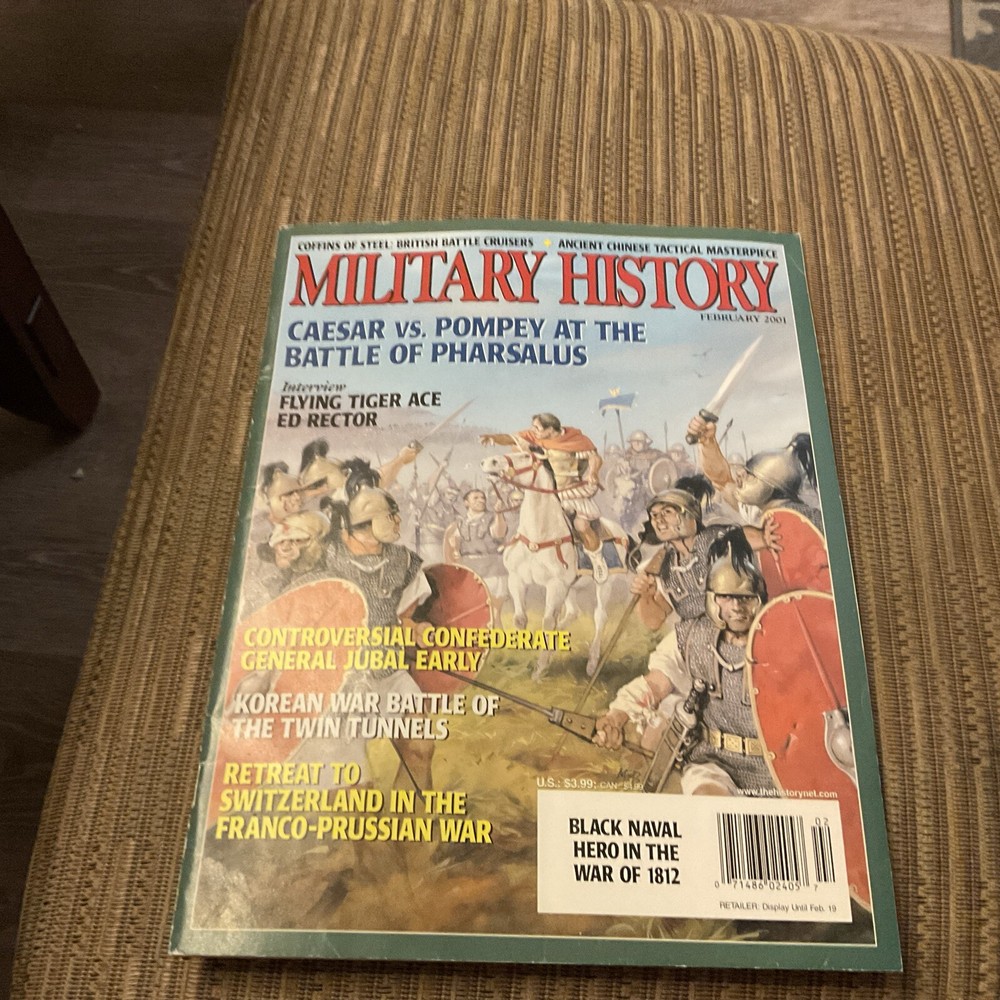 COFFINS OF STEEL: BRITISH BATTLE CRUISERS • ANCIENT CHINESE TACTICAL MASTERPIECE
MILITARY HISTORY
FEBRUARY 2001
CAESAR VS. POMPEY AT THE
BATTLE OF PHARSALUS
Interview
FLYING TIGER ACE
ED RECTOR
CONTROVERSIAL CONFEDERATE
GENERAL JUBAL EARLY
KOREAN WAR BATTLE OF
THE TWIN TUNNELS
RETREAT TO
SWITZERLAND IN THE
FRANCO-PRUSSIAN WAR
U.S.: $3.99; CAN
www.thehistorynet.com
BLACK NAVAL
HERO IN THE
WAR OF 1812
02
0 71486 02405 7
RETAILER: Display Until Feb. 19